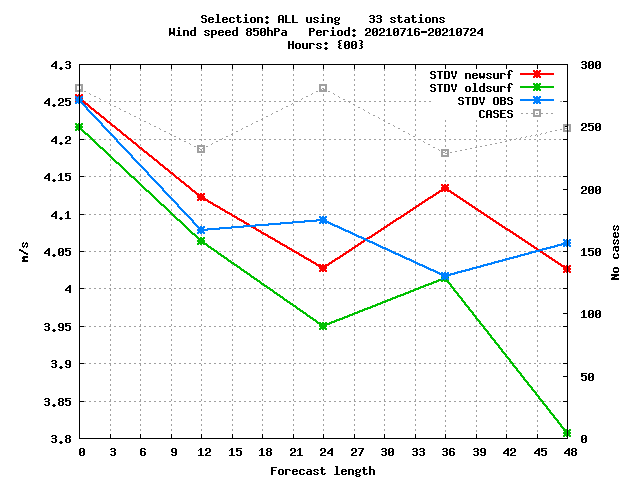 Selection: ALL using    33 stations
Wind speed 850hPa   Period: 20210716-20210724
Hours: {00}
4.3
4.25
4.2
4.15
4.1
4.05
4
3.95
3.9
3.85
3.8
m/s
300
250
200
150
100
50
0
No cases
STDV newsurf
STDV oldsurf
STDV OBS
CASES
0 3 6 9 12 15 18 21 24 27 30 33 36 39 42 45 48
Forecast length